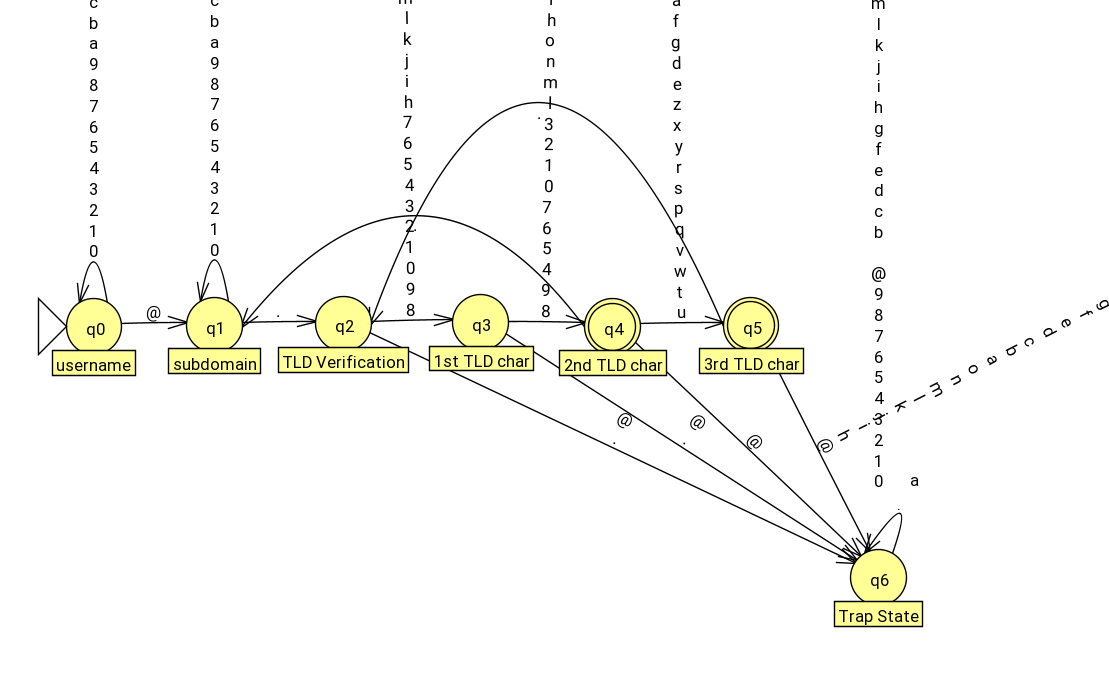 c
b
a
9
8
7
6
5
4
3
2
1
0
c
b
a
9
8
7
6
5
4
3
2
1
0
l
k
j
i
h
7
6
5
4
3
2
1
0
9
8
h
o
n
m
l
3
2
1
0
7
6
5
4
9
8
f
g
d
e
z
x
y
r
s
p
q
v
w
t
u
m
l
k
j
i
h
g
f
e
d
c
b
@
9
8
7
6
5
4
3
2
1
0
a
.
.
.
@
.
q0
q1
q2
q3
q4
q5
username
subdomain
TLD Verification
1st TLD char
2nd TLD char
3rd TLD char
@
.
@
.
@
@ h i j k l m n o a b c d e f g
q6
Trap State